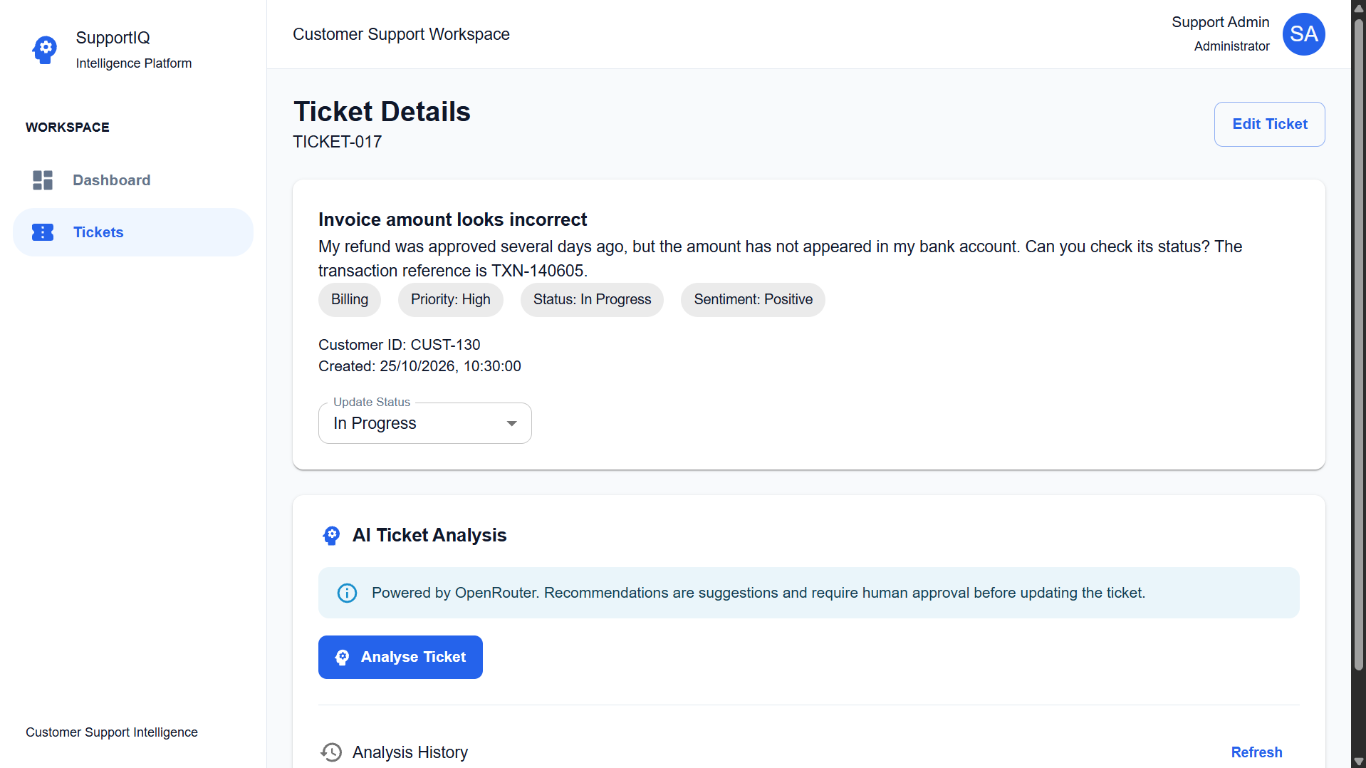 SupportIQ
Intelligence Platform
WORKSPACE
Dashboard
Tickets
Customer Support Intelligence
Customer Support Workspace
Support Admin
Administrator
SA
Ticket Details
TICKET-017
Edit Ticket
Invoice amount looks incorrect
My refund was approved several days ago, but the amount has not appeared in my bank account. Can you check its status? The
transaction reference is TXN-140605.
Billing
Priority: High
Status: In Progress
Sentiment: Positive
Customer ID: CUST-130
Created: 25/10/2026, 10:30:00
Update Status
In Progress
AI Ticket Analysis
Powered by OpenRouter. Recommendations are suggestions and require human approval before updating the ticket.
Analyse Ticket
Analysis History
Refresh